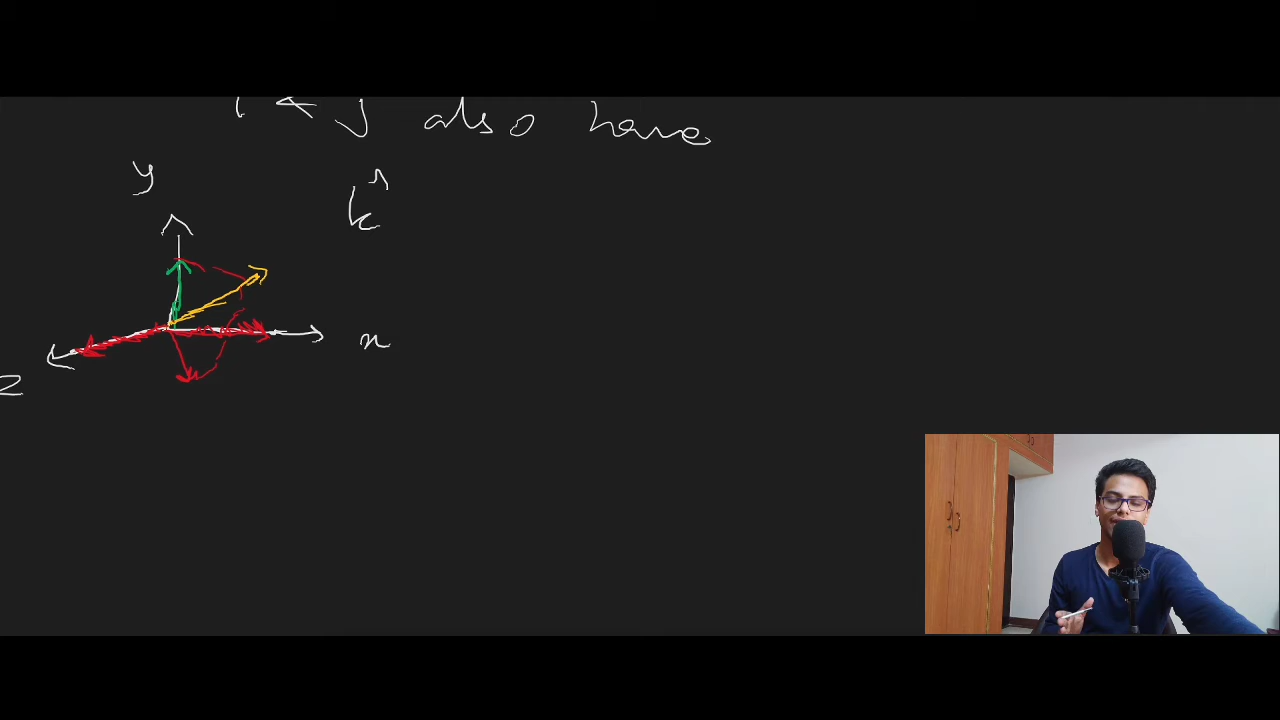 i & j also have
y
k̂
x
z